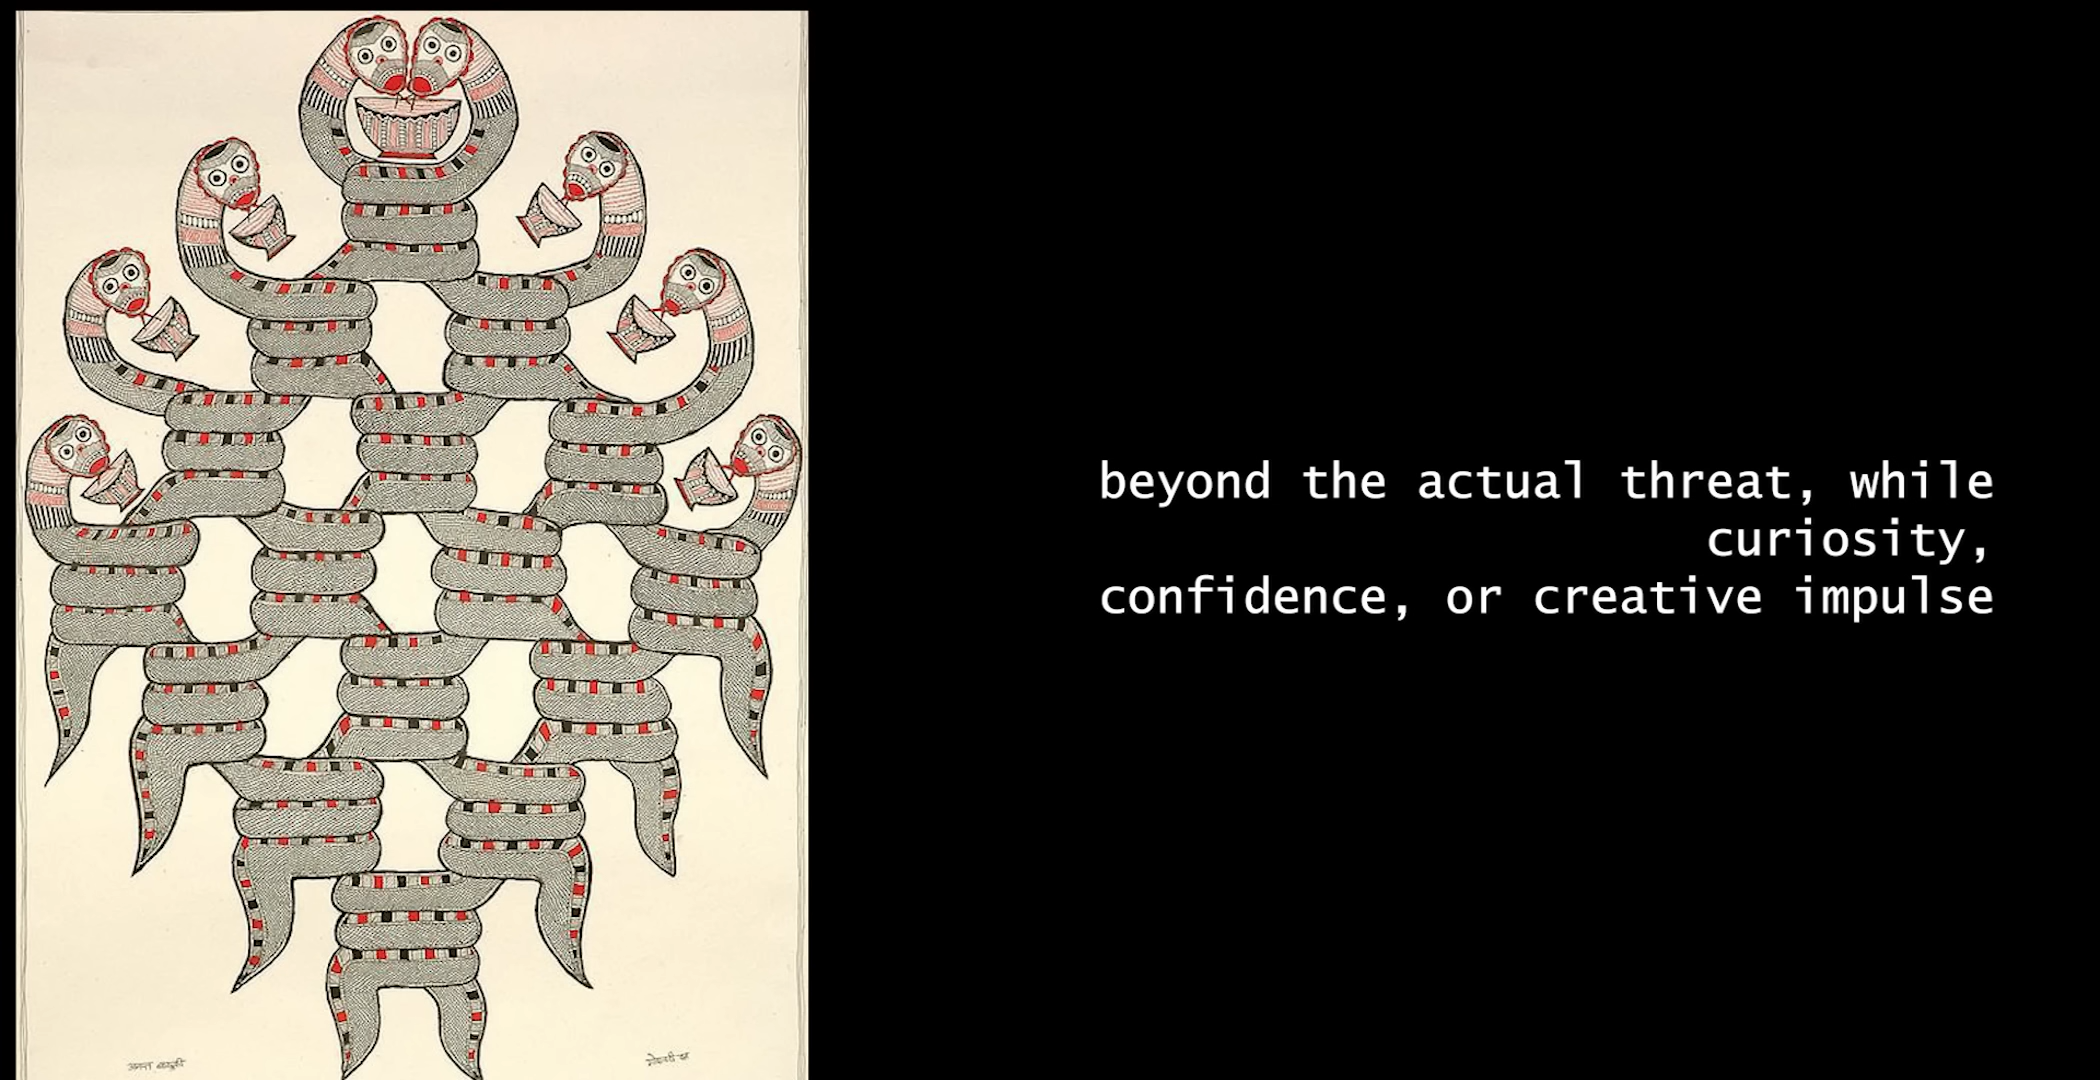 beyond the actual threat, while
curiosity,
confidence, or creative impulse